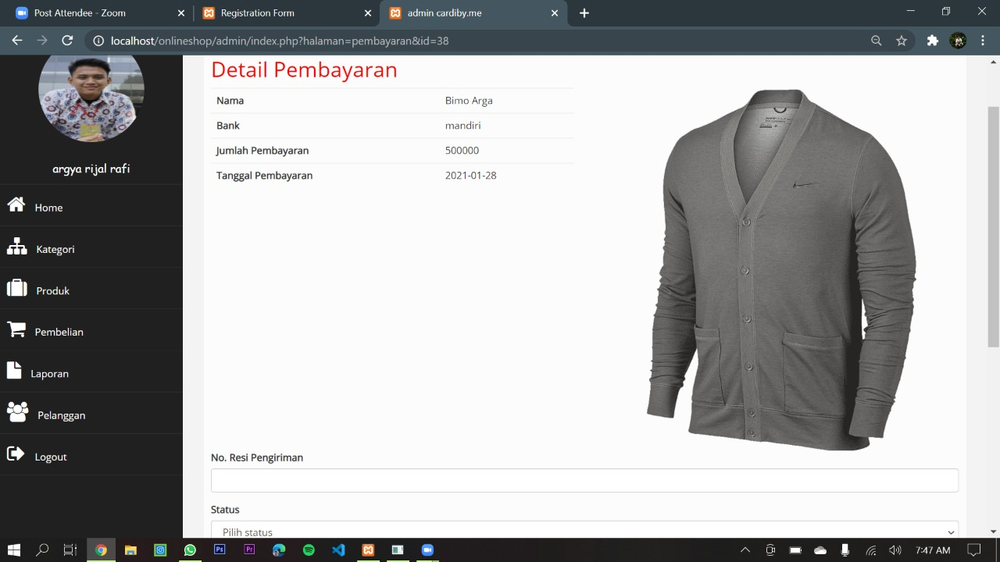 Post Attendee - Zoom
Registration Form
admin cardiby.me
localhost/onlineshop/admin/index.php?halaman=pembayaran&id=38
argya rijal rafi
Home
Kategori
Produk
Pembelian
Laporan
Pelanggan
Logout
Detail Pembayaran
Nama Bimo Arga
Bank mandiri
Jumlah Pembayaran 500000
Tanggal Pembayaran 2021-01-28
No. Resi Pengiriman
Status
Pilih status
7:47 AM